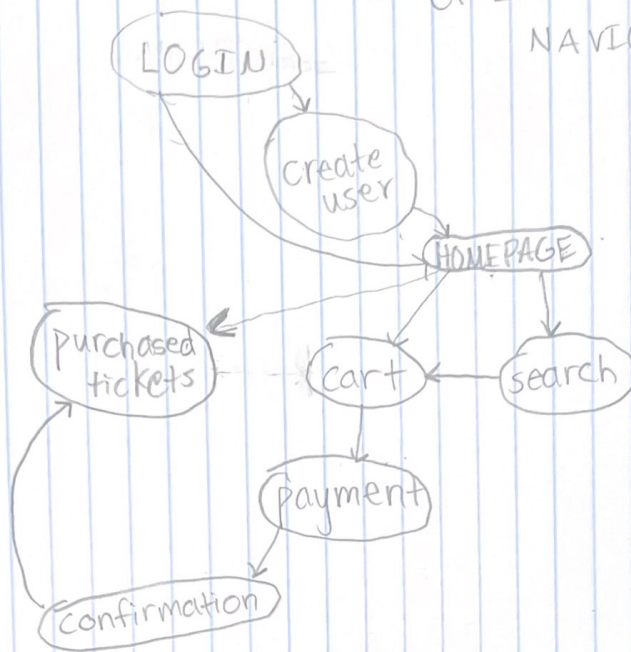 NAVI
LOGIN
Create
user
HOMEPAGE
purchased
tickets
cart
search
payment
confirmation